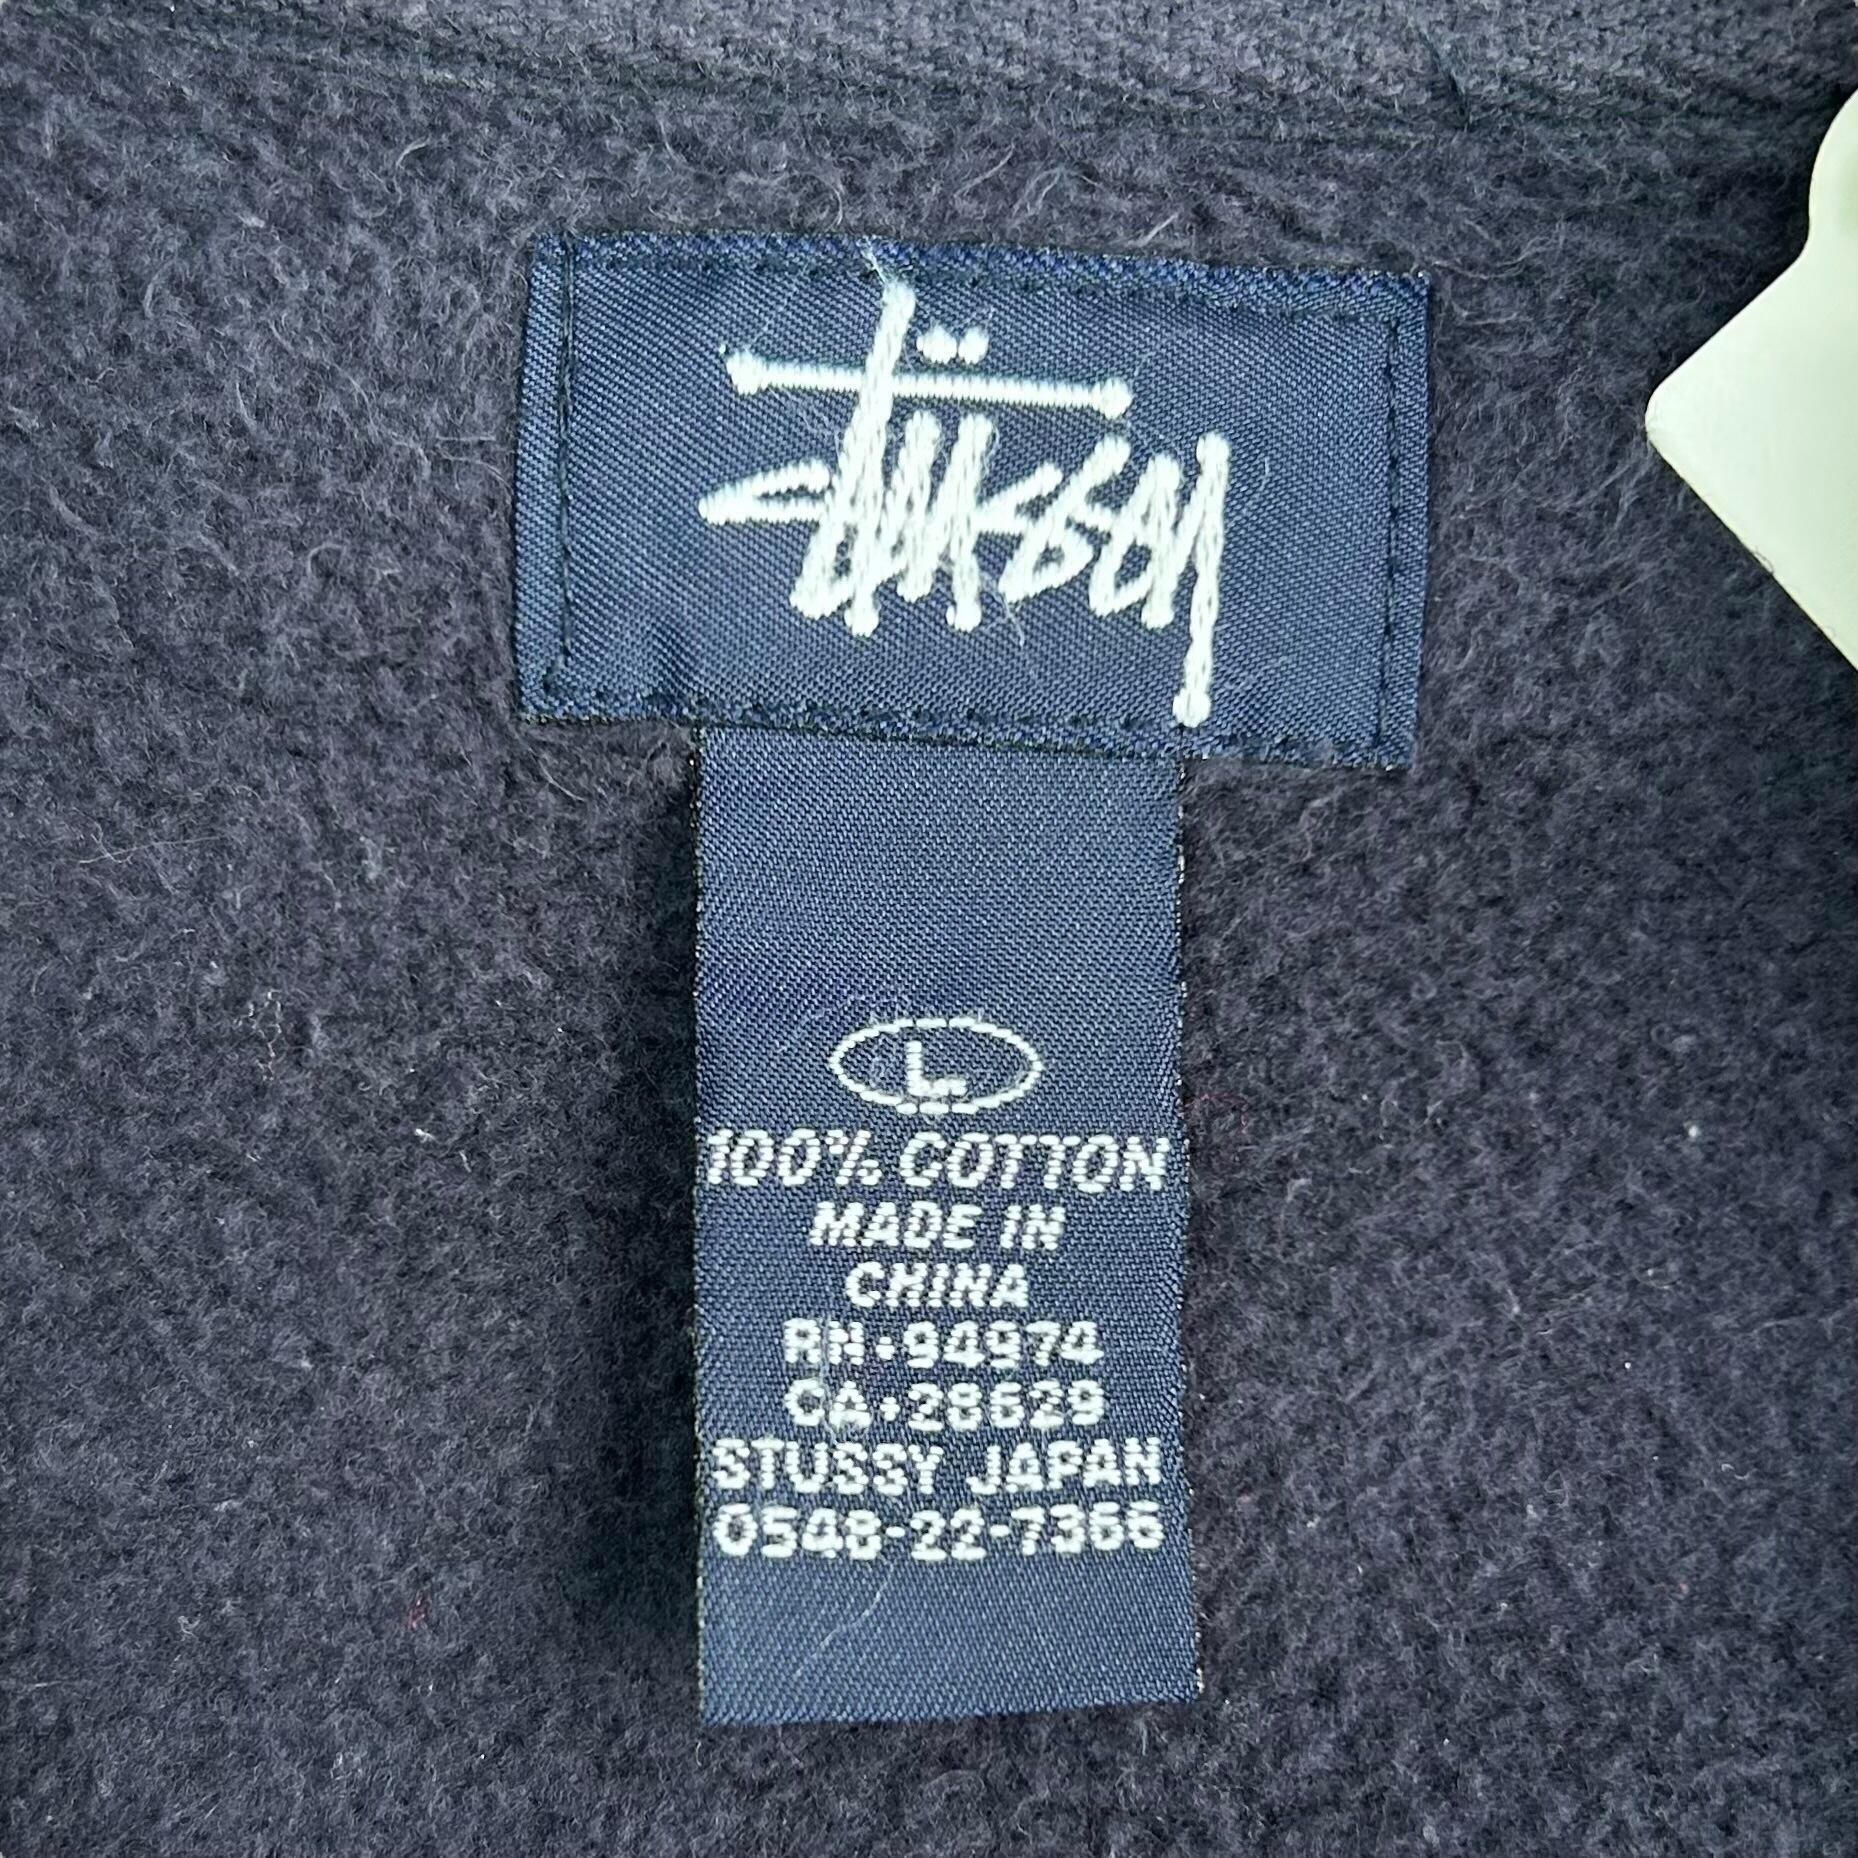 Stüssy
L
100% COTTON
MADE IN
CHINA
RN•94974
CA•28629
STUSSY JAPAN
0548-22-7366